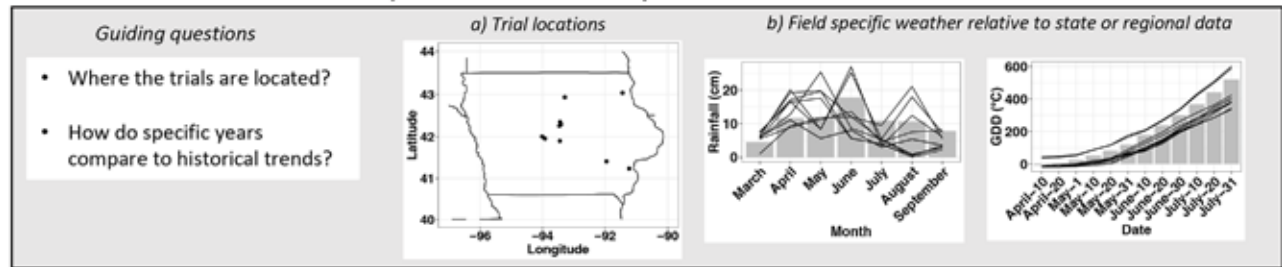 Guiding questions
• Where the trials are located?
• How do specific years
compare to historical trends?
a) Trial locations
44
43
42
41
40
Latitude
−96
−94
−92
−90
Longitude
b) Field specific weather relative to state or regional data
Rainfall (cm)
20
10
0
March
April
May
June
July
August
September
Month
GDD (°C)
600
400
200
0
April−10
April−20
May−1
May−10
May−20
May−31
June−10
June−20
June−30
July−10
July−20
July−31
Date